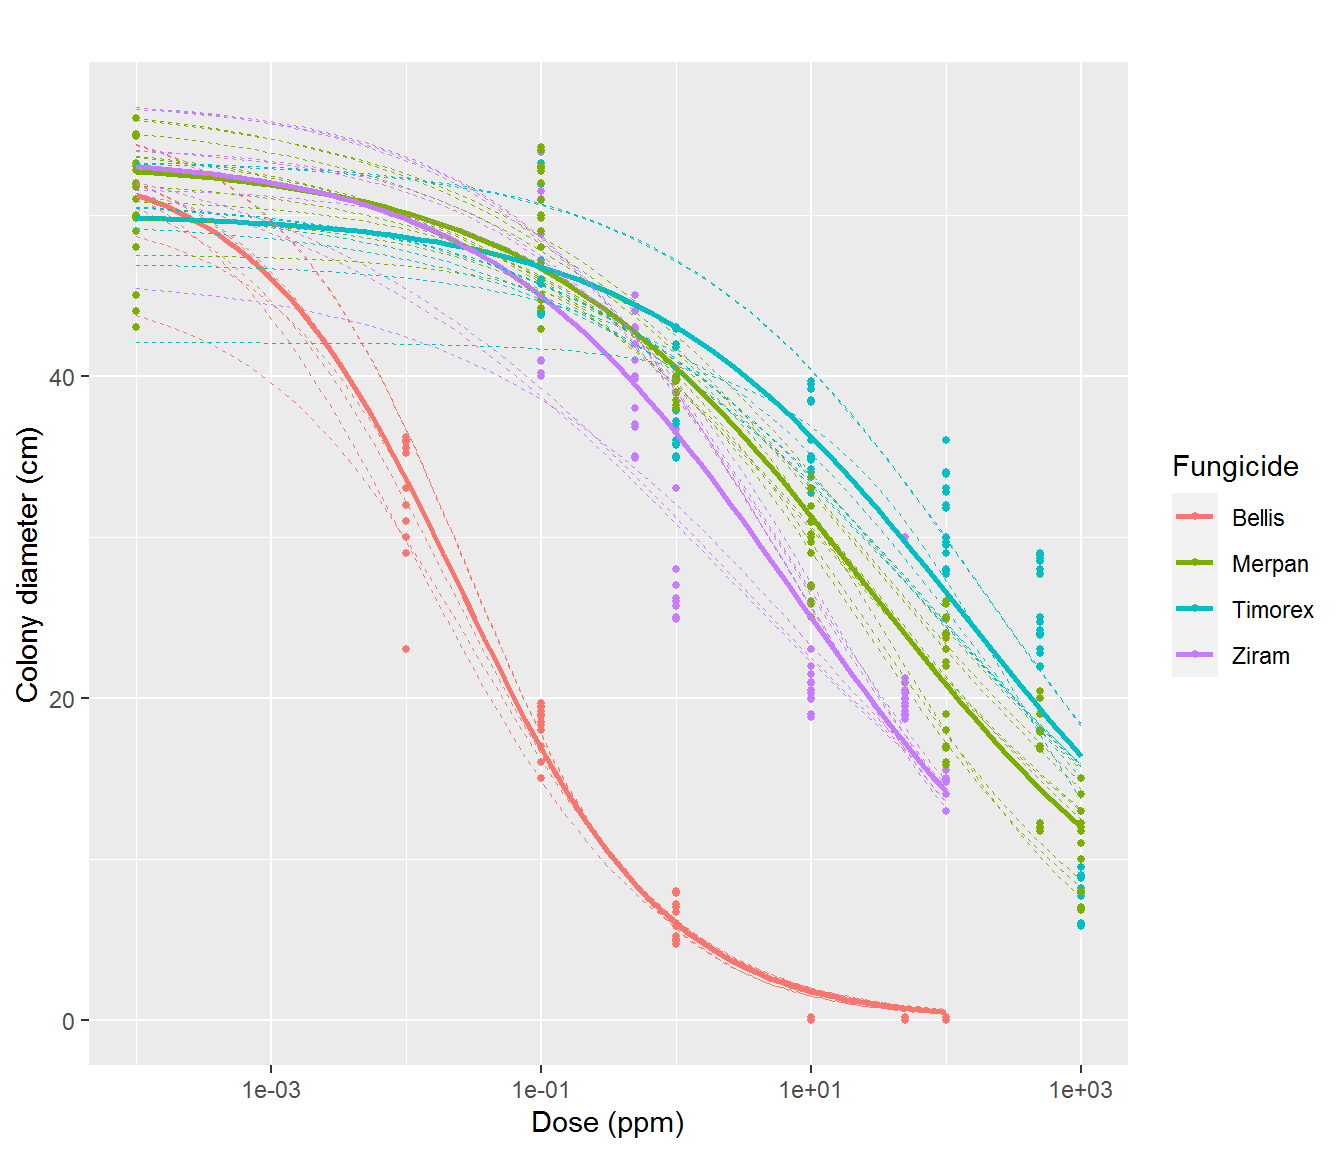 Colony diameter (cm)
40
20
0
1e-03
1e-01
1e+01
1e+03
Dose (ppm)
Fungicide
Bellis
Merpan
Timorex
Ziram